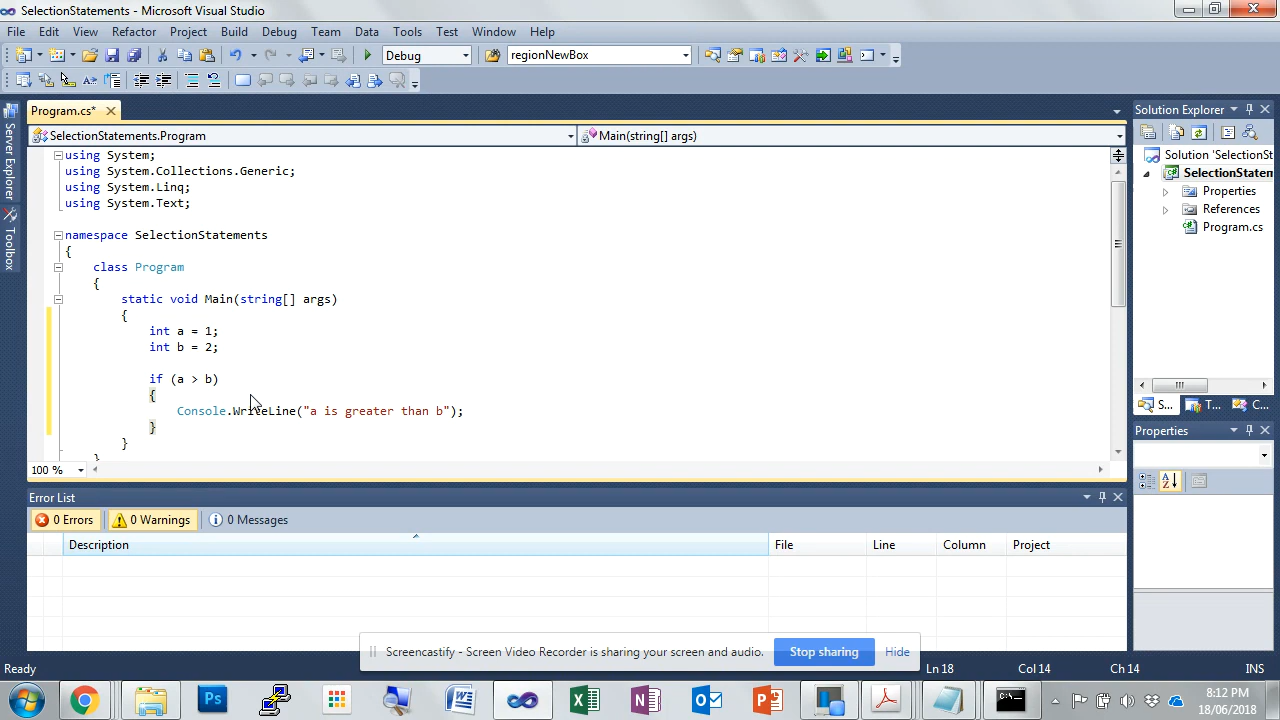 SelectionStatements - Microsoft Visual Studio
File Edit View Refactor Project Build Debug Team Data Tools Test Window Help
Debug
regionNewBox
Program.cs*
SelectionStatements.Program
Main(string[] args)
Server Explorer
Toolbox
using System;
using System.Collections.Generic;
using System.Linq;
using System.Text;
namespace SelectionStatements
{
class Program
{
static void Main(string[] args)
{
int a = 1;
int b = 2;
if (a > b)
{
Console.WriteLine("a is greater than b");
}
}
}
100 %
Solution Explorer
Solution 'SelectionSt
SelectionStatem
Properties
References
Program.cs
S... T... C...
Properties
Error List
0 Errors 0 Warnings 0 Messages
Description File Line Column Project
Screencastify - Screen Video Recorder is sharing your screen and audio. Stop sharing Hide
Ready Ln 18 Col 14 Ch 14 INS
8:12 PM
18/06/2018